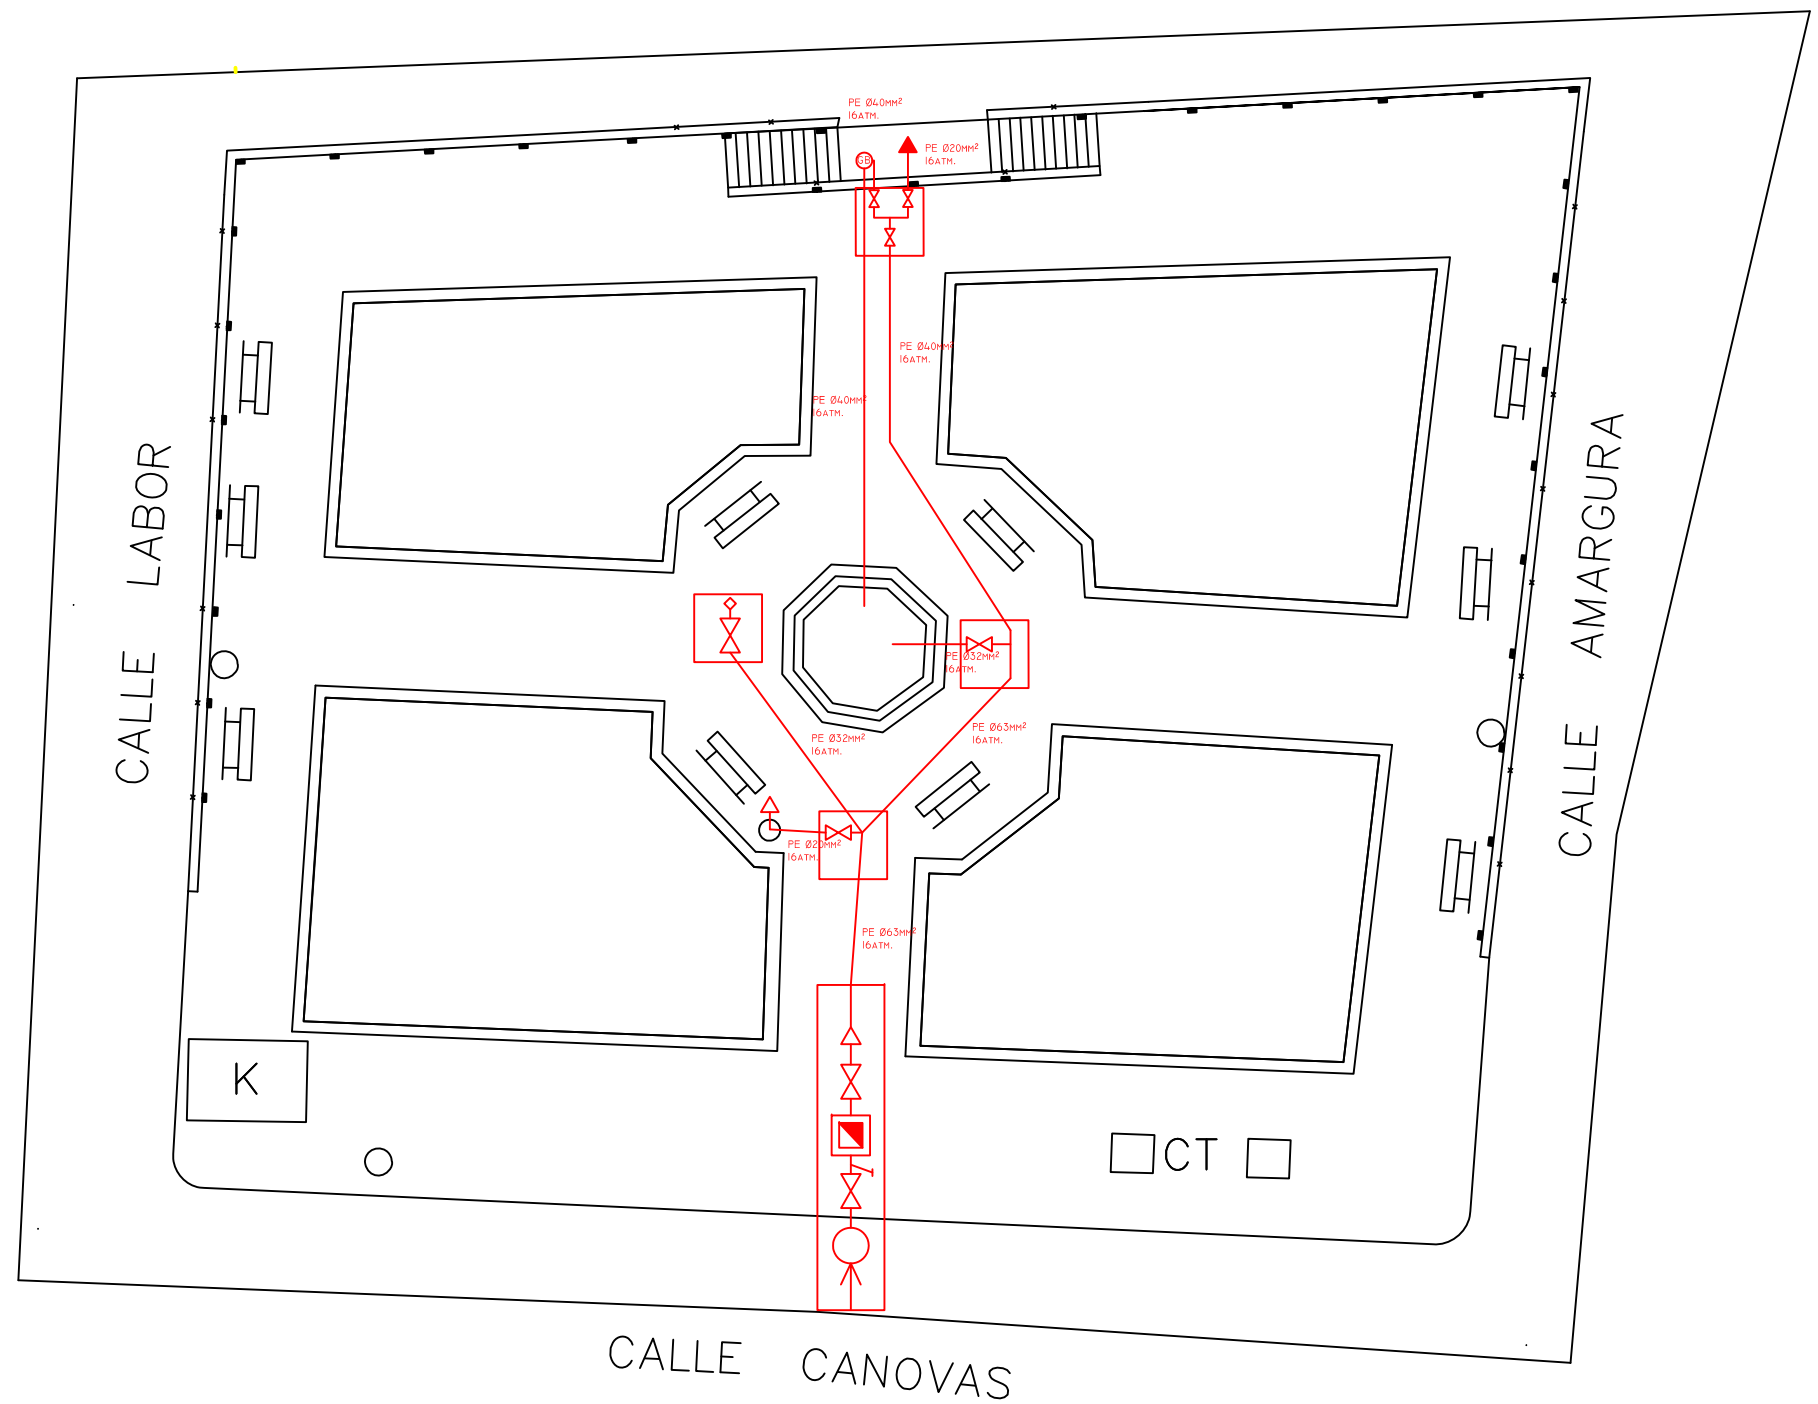 PE Ø40MM²
16ATM.
PE Ø20MM²
16ATM.
GB
PE Ø40MM²
16ATM.
PE Ø40MM²
16ATM.
CALLE LABOR
CALLE AMARGURA
PE Ø32MM²
16ATM.
PE Ø63MM²
16ATM.
PE Ø32MM²
16ATM.
PE Ø20MM²
16ATM.
PE Ø63MM²
16ATM.
K
CT
CALLE CANOVAS